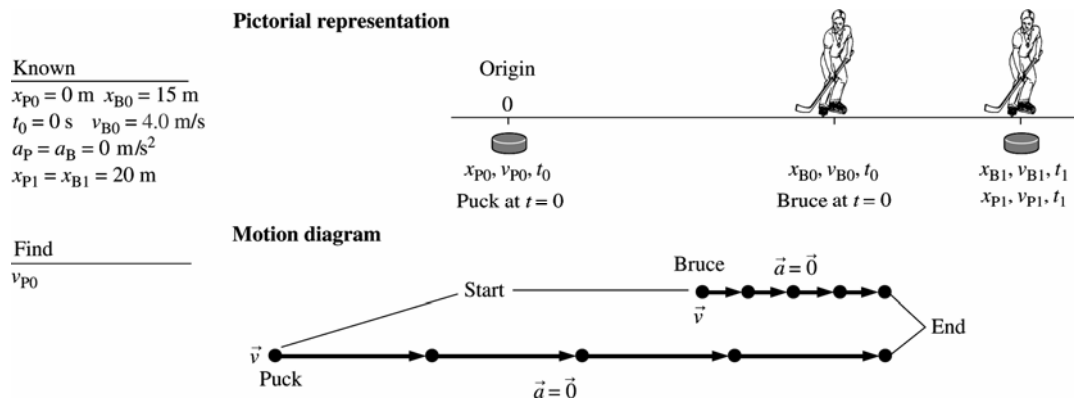 Pictorial representation
Known
x_P0 = 0 m x_B0 = 15 m
t_0 = 0 s v_B0 = 4.0 m/s
a_P = a_B = 0 m/s²
x_P1 = x_B1 = 20 m
Find
v_P0
Origin
0
x_P0, v_P0, t_0
Puck at t = 0
x_B0, v_B0, t_0
Bruce at t = 0
x_B1, v_B1, t_1
x_P1, v_P1, t_1
Motion diagram
Bruce
a⃗ = 0⃗
Start
v⃗
End
v⃗
Puck
a⃗ = 0⃗